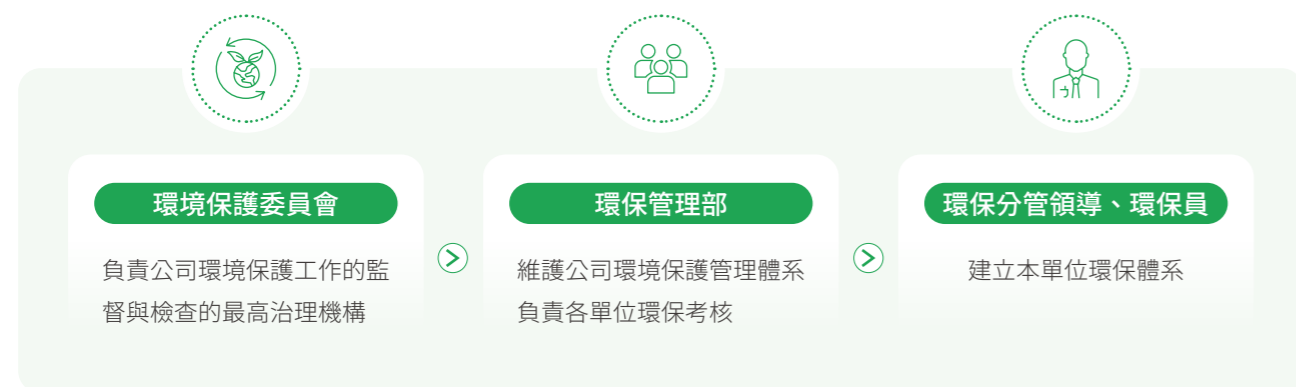 環境保護委員會
負責公司環境保護工作的監
督與檢查的最高治理機構
環保管理部
維護公司環境保護管理體系
負責各單位環保考核
環保分管領導、環保員
建立本單位環保體系